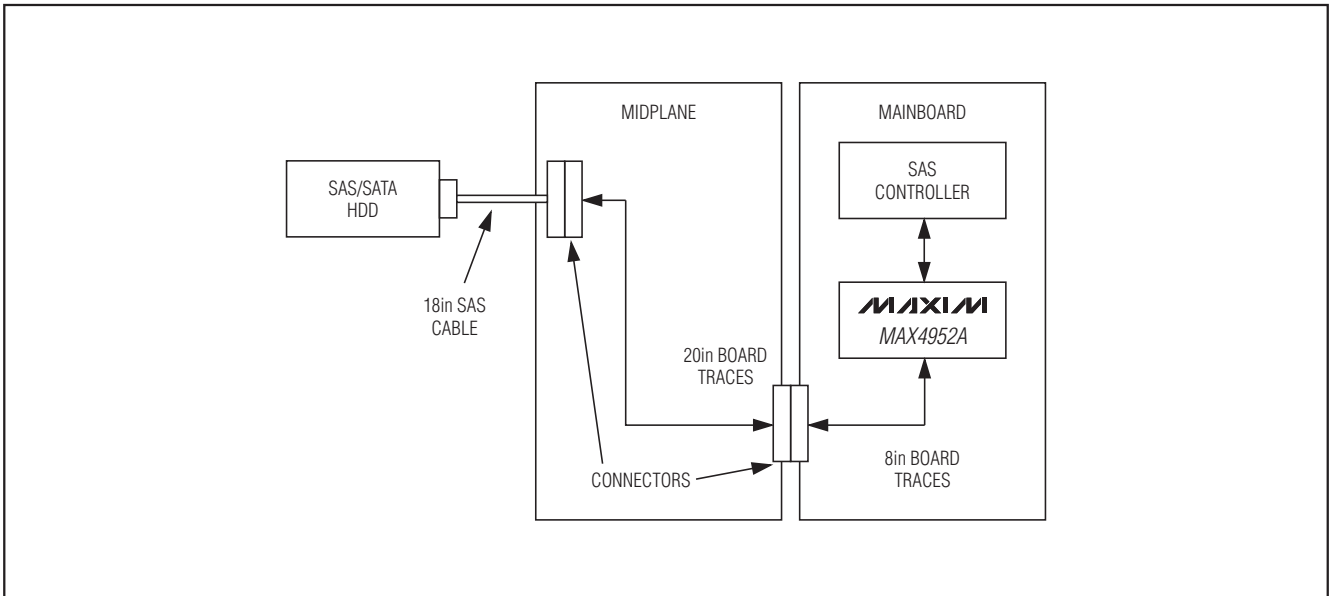 MIDPLANE
MAINBOARD
SAS/SATA
HDD
SAS
CONTROLLER
18in SAS
CABLE
MAXIM
MAX4952A
20in BOARD
TRACES
8in BOARD
TRACES
CONNECTORS